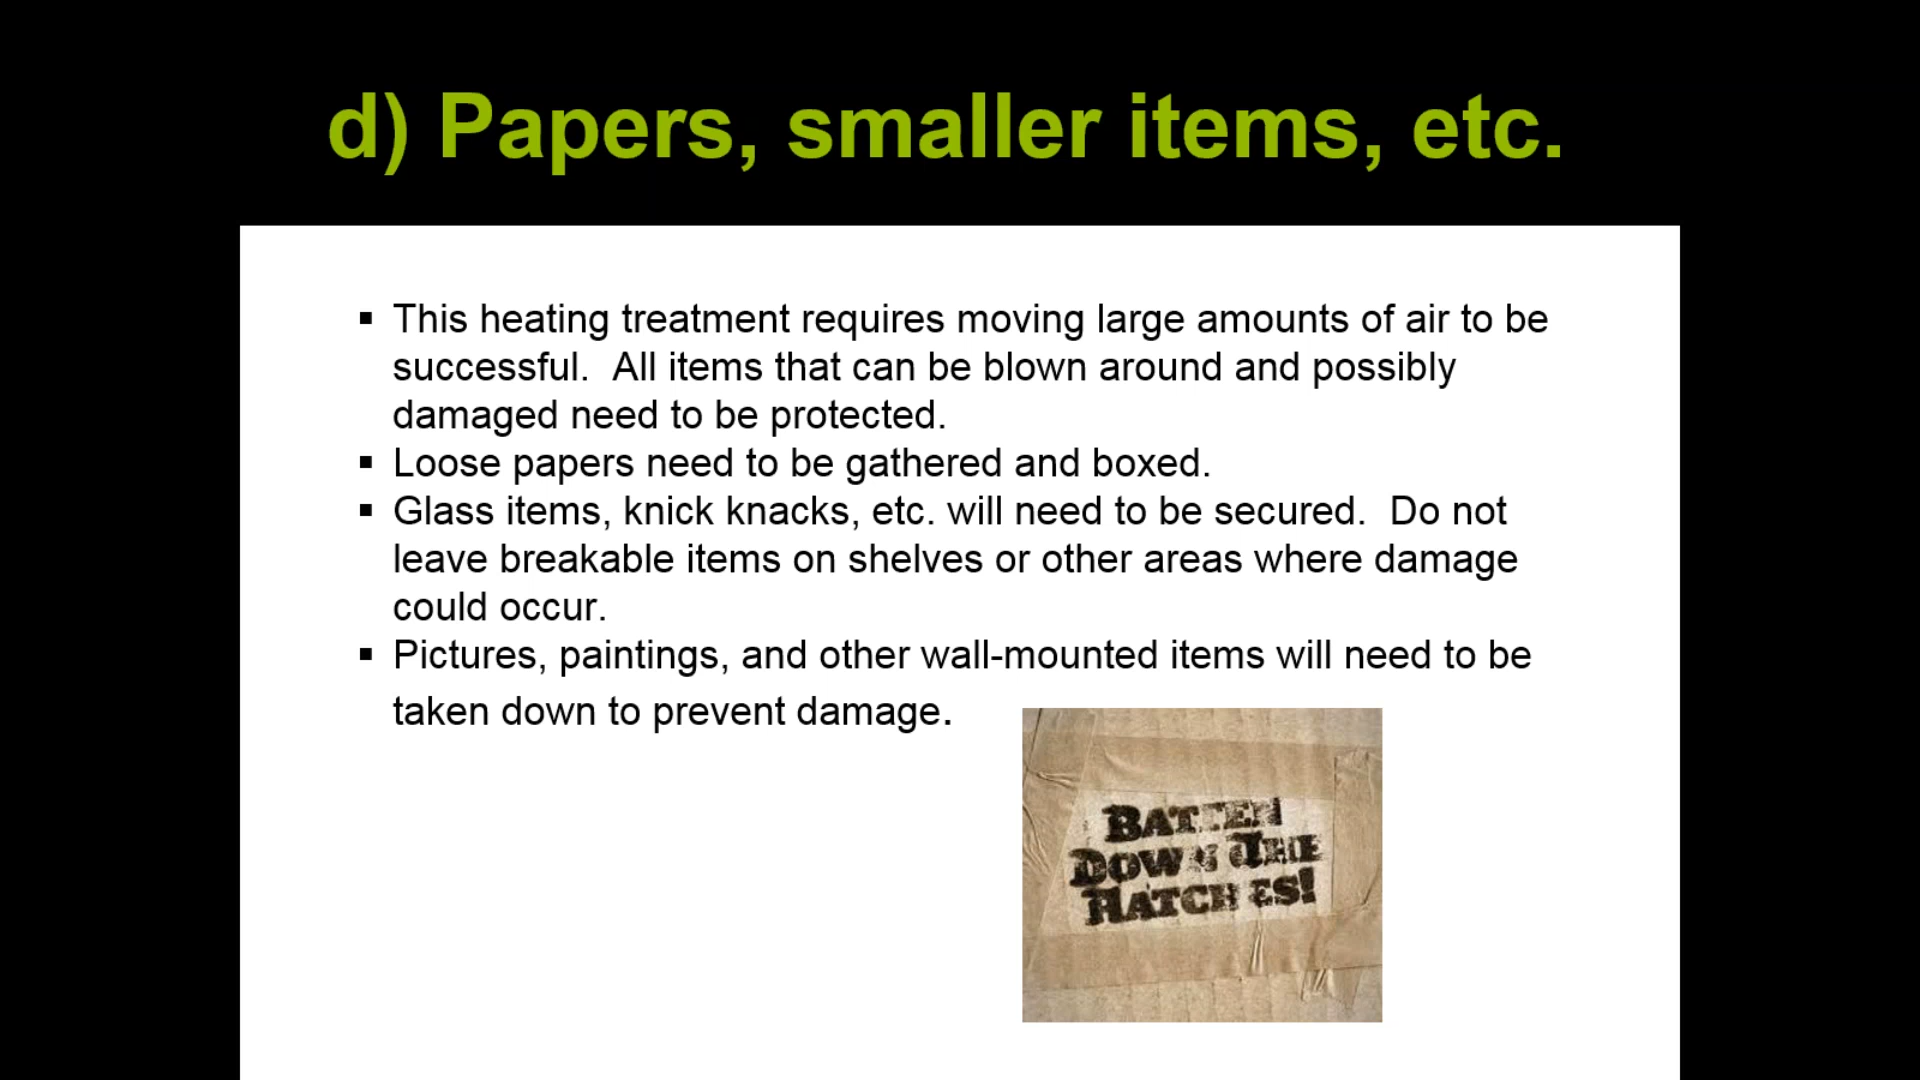 d) Papers, smaller items, etc.
▪ This heating treatment requires moving large amounts of air to be
successful.  All items that can be blown around and possibly
damaged need to be protected.
▪ Loose papers need to be gathered and boxed.
▪ Glass items, knick knacks, etc. will need to be secured.  Do not
leave breakable items on shelves or other areas where damage
could occur.
▪ Pictures, paintings, and other wall-mounted items will need to be
taken down to prevent damage.
BATTEN
DOWN THE
HATCHES!